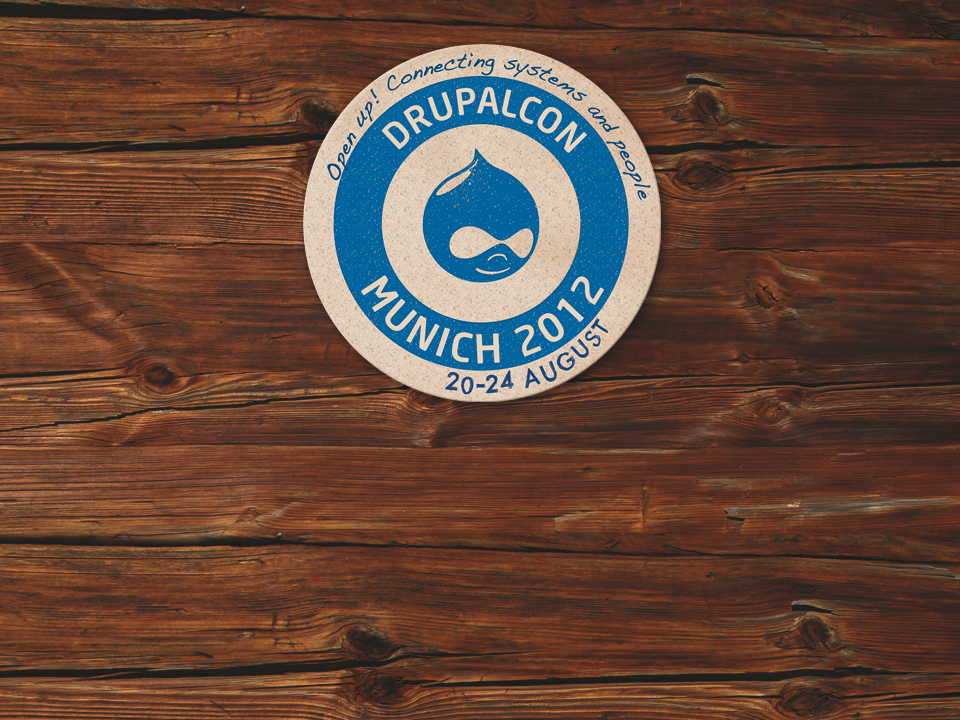 Open up! Connecting systems and people
DRUPALCON
MUNICH 2012
20-24 AUGUST